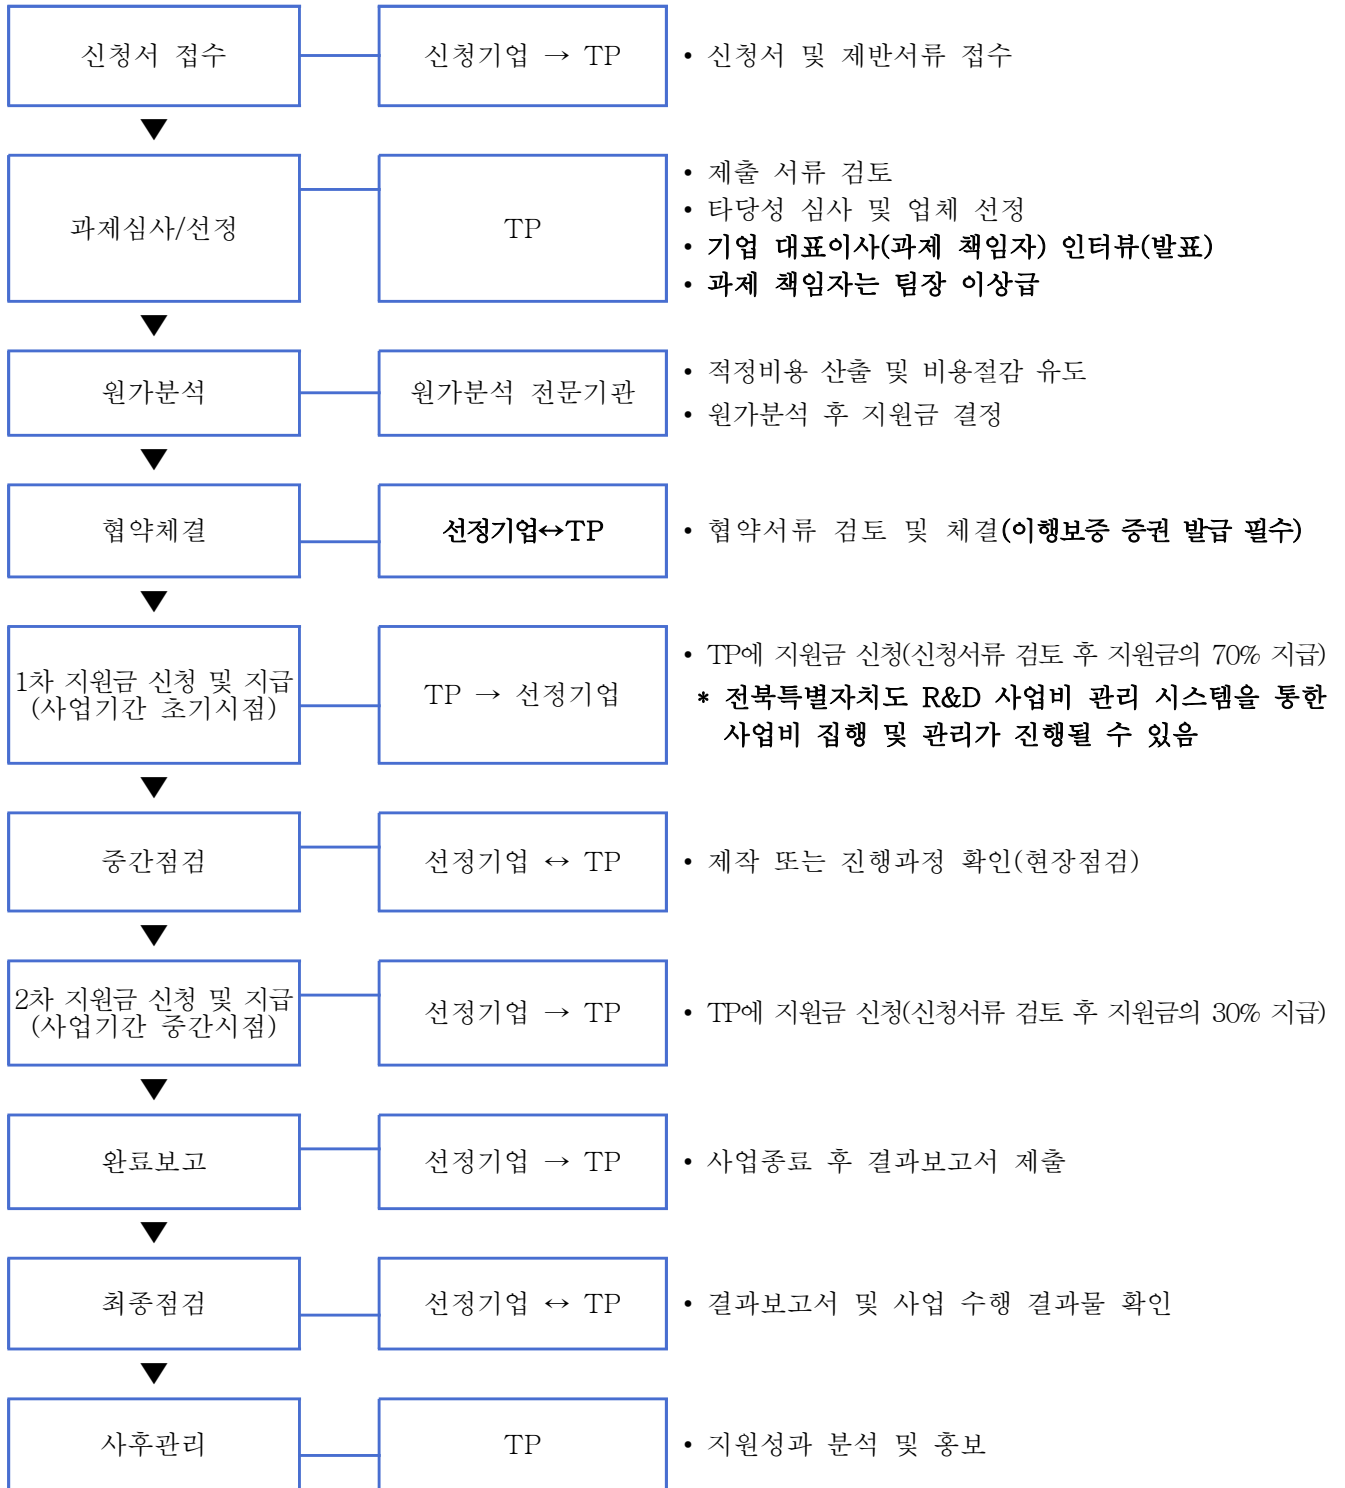 신청서 접수
신청기업 → TP
• 신청서 및 제반서류 접수
▼
과제심사/선정
TP
• 제출 서류 검토
• 타당성 심사 및 업체 선정
• 기업 대표이사(과제 책임자) 인터뷰(발표)
• 과제 책임자는 팀장 이상급
▼
원가분석
원가분석 전문기관
• 적정비용 산출 및 비용절감 유도
• 원가분석 후 지원금 결정
▼
협약체결
선정기업↔TP
• 협약서류 검토 및 체결(이행보증 증권 발급 필수)
▼
1차 지원금 신청 및 지급
(사업기간 초기시점)
TP → 선정기업
• TP에 지원금 신청(신청서류 검토 후 지원금의 70% 지급)
* 전북특별자치도 R&D 사업비 관리 시스템을 통한
사업비 집행 및 관리가 진행될 수 있음
▼
중간점검
선정기업 ↔ TP
• 제작 또는 진행과정 확인(현장점검)
▼
2차 지원금 신청 및 지급
(사업기간 중간시점)
선정기업 → TP
• TP에 지원금 신청(신청서류 검토 후 지원금의 30% 지급)
▼
완료보고
선정기업 → TP
• 사업종료 후 결과보고서 제출
▼
최종점검
선정기업 ↔ TP
• 결과보고서 및 사업 수행 결과물 확인
▼
사후관리
TP
• 지원성과 분석 및 홍보